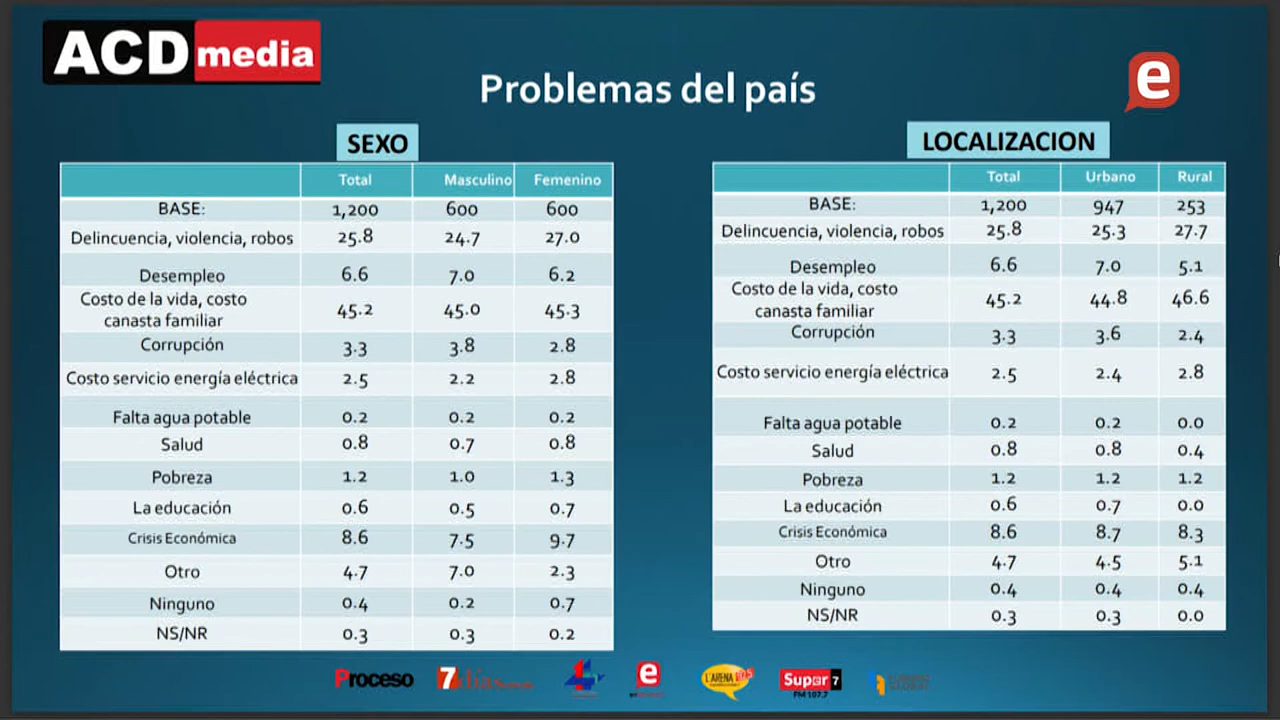 ACD media
e
Problemas del país
SEXO
Total Masculino Femenino
BASE: 1,200 600 600
Delincuencia, violencia, robos 25.8 24.7 27.0
Desempleo 6.6 7.0 6.2
Costo de la vida, costo
canasta familiar 45.2 45.0 45.3
Corrupción 3.3 3.8 2.8
Costo servicio energía eléctrica 2.5 2.2 2.8
Falta agua potable 0.2 0.2 0.2
Salud 0.8 0.7 0.8
Pobreza 1.2 1.0 1.3
La educación 0.6 0.5 0.7
Crisis Económica 8.6 7.5 9.7
Otro 4.7 7.0 2.3
Ninguno 0.4 0.2 0.7
NS/NR 0.3 0.3 0.2
LOCALIZACION
Total Urbano Rural
BASE: 1,200 947 253
Delincuencia, violencia, robos 25.8 25.3 27.7
Desempleo 6.6 7.0 5.1
Costo de la vida, costo
canasta familiar 45.2 44.8 46.6
Corrupción 3.3 3.6 2.4
Costo servicio energía eléctrica 2.5 2.4 2.8
Falta agua potable 0.2 0.2 0.0
Salud 0.8 0.8 0.4
Pobreza 1.2 1.2 1.2
La educación 0.6 0.7 0.0
Crisis Económica 8.6 8.7 8.3
Otro 4.7 4.5 5.1
Ninguno 0.4 0.4 0.4
NS/NR 0.3 0.3 0.0
Proceso
7 días
4
e
Super 7
FM 107.7